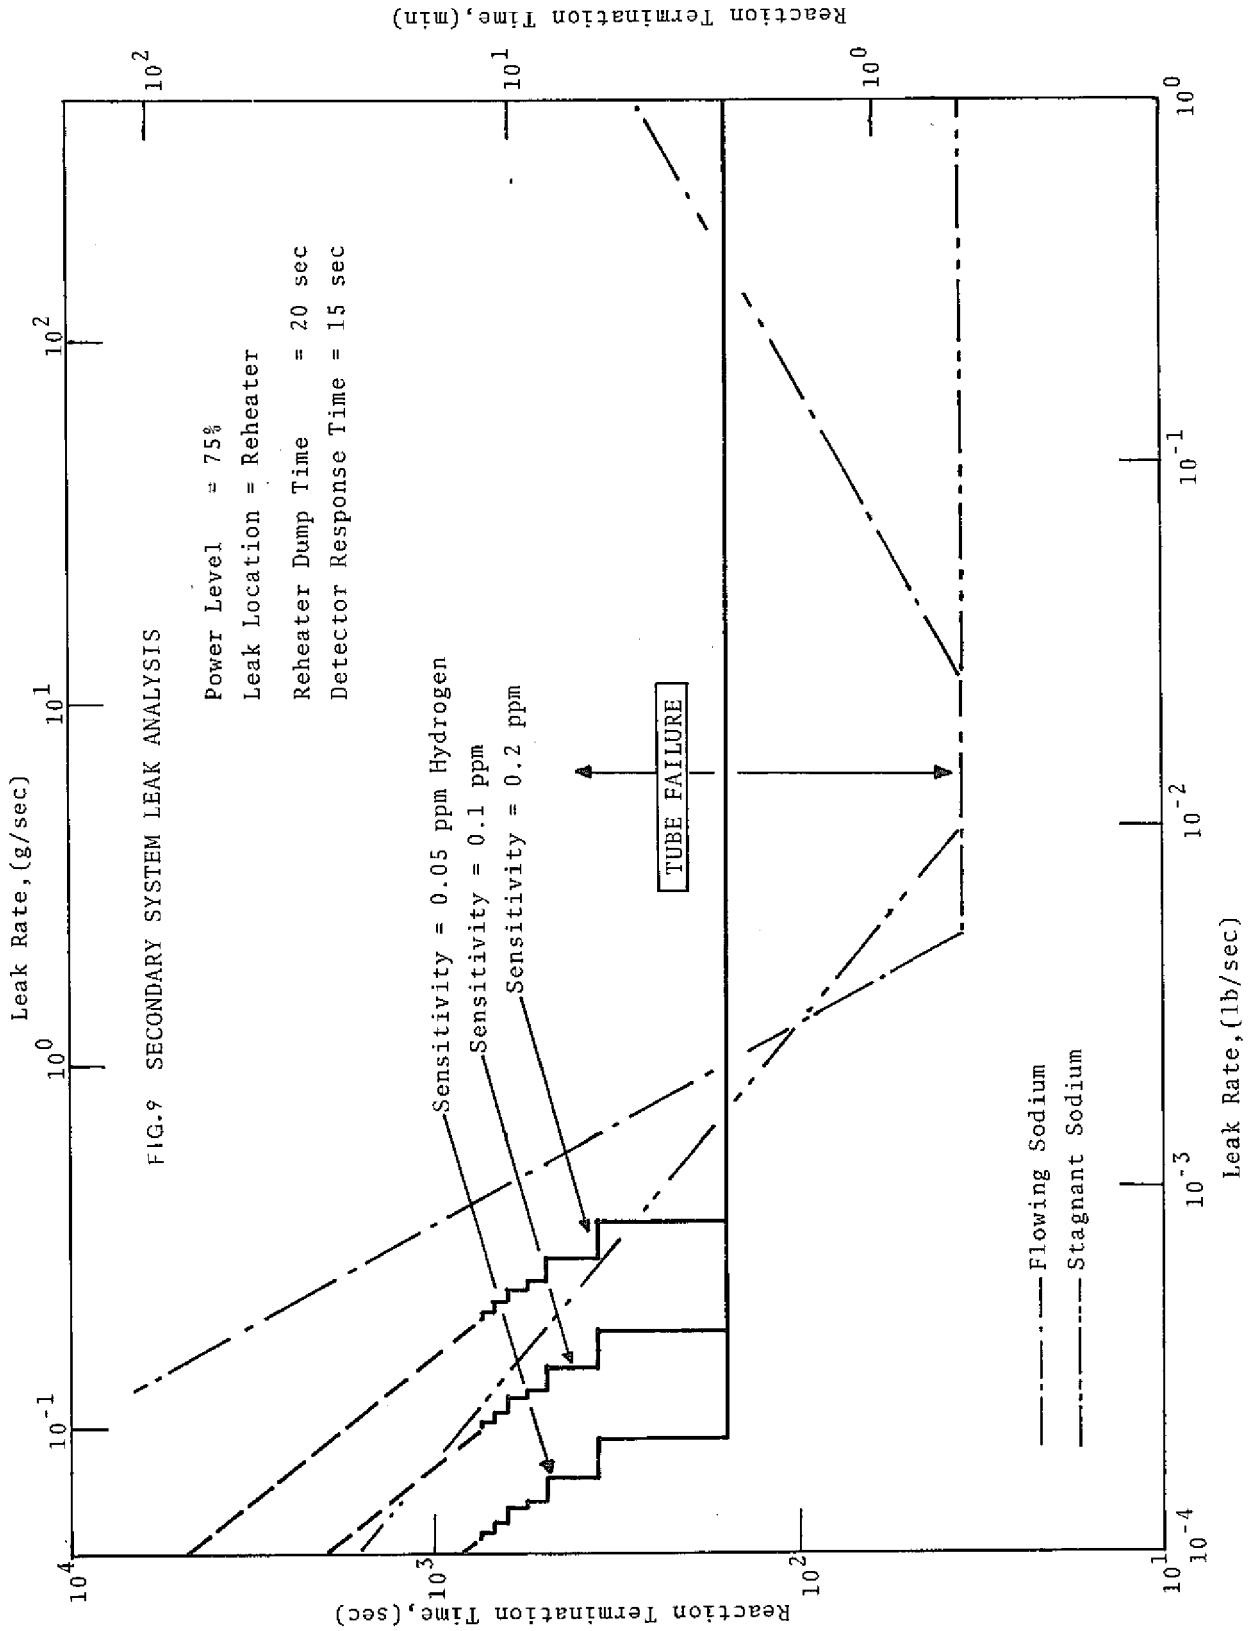 FIG.9 SECONDARY SYSTEM LEAK ANALYSIS
Leak Rate,(g/sec)
10^-1
10^0
10^1
10^2
Power Level = 75%
Leak Location = Reheater
Reheater Dump Time = 20 sec
Detector Response Time = 15 sec
Sensitivity = 0.05 ppm Hydrogen
Sensitivity = 0.1 ppm
Sensitivity = 0.2 ppm
TUBE FAILURE
Reaction Termination Time,(sec)
10^4
10^3
10^2
10^1
Reaction Termination Time,(min)
10^2
10^1
10^0
Flowing Sodium
Stagnant Sodium
10^-4
10^-3
10^-2
10^-1
10^0
Leak Rate,(lb/sec)